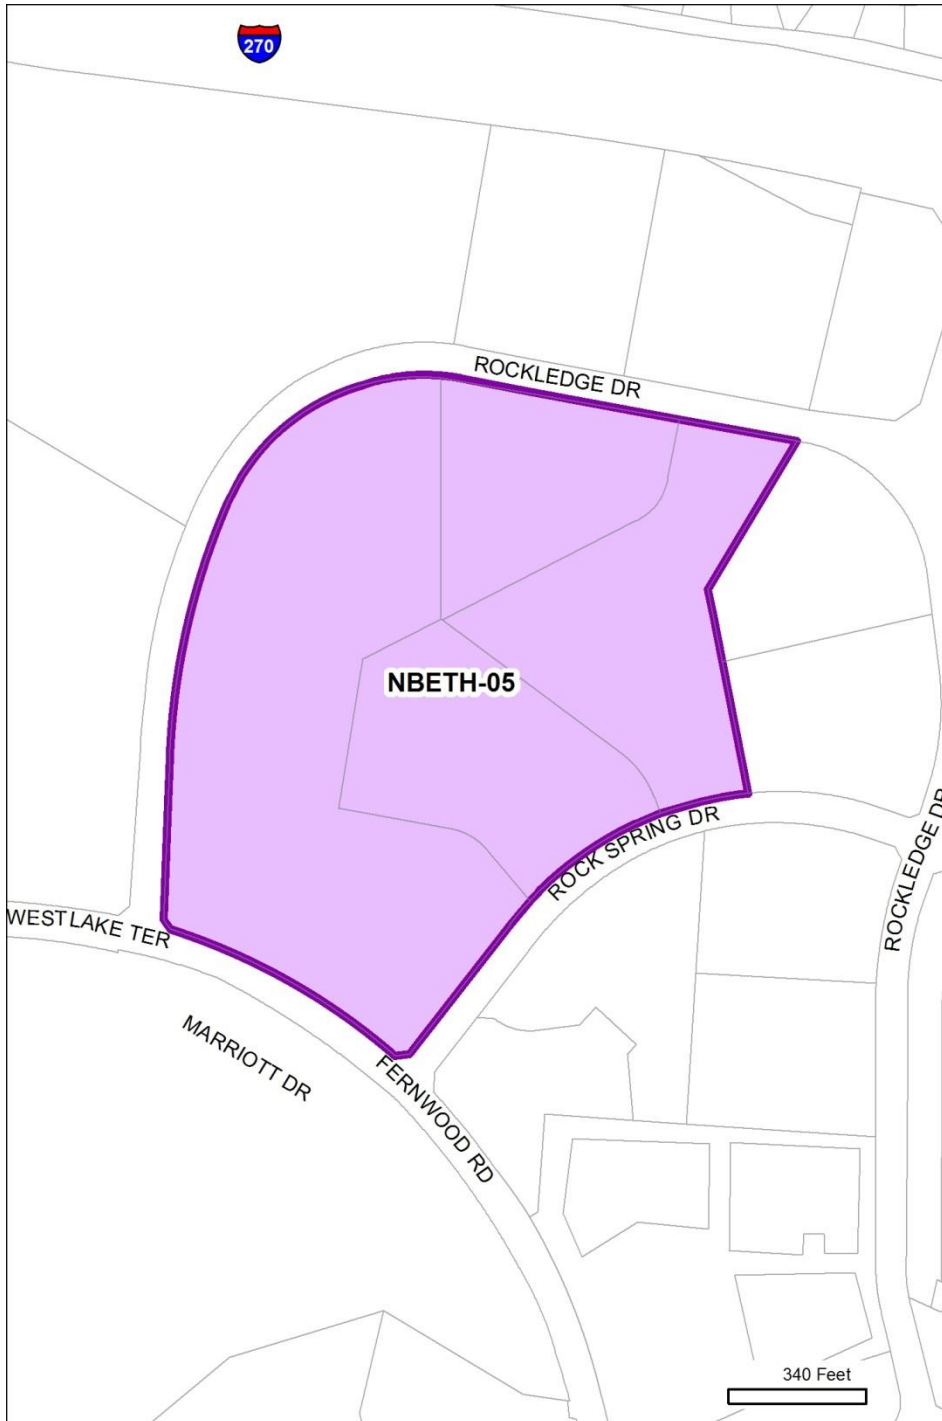 270
ROCKLEDGE DR
NBETH-05
ROCK SPRING DR
ROCKLEDGE DR
WESTLAKE TER
MARRIOTT DR
FERNWOOD RD
340 Feet